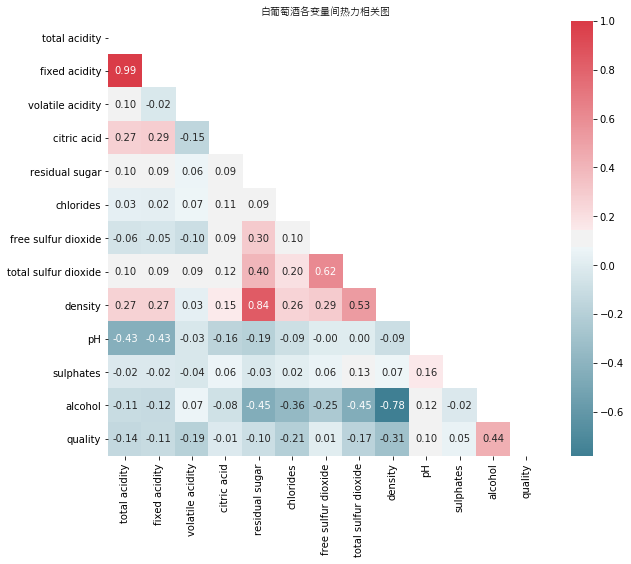 白葡萄酒各变量间热力相关图
total acidity
fixed acidity 0.99
volatile acidity 0.10 -0.02
citric acid 0.27 0.29 -0.15
residual sugar 0.10 0.09 0.06 0.09
chlorides 0.03 0.02 0.07 0.11 0.09
free sulfur dioxide -0.06 -0.05 -0.10 0.09 0.30 0.10
total sulfur dioxide 0.10 0.09 0.09 0.12 0.40 0.20 0.62
density 0.27 0.27 0.03 0.15 0.84 0.26 0.29 0.53
pH -0.43 -0.43 -0.03 -0.16 -0.19 -0.09 -0.00 0.00 -0.09
sulphates -0.02 -0.02 -0.04 0.06 -0.03 0.02 0.06 0.13 0.07 0.16
alcohol -0.11 -0.12 0.07 -0.08 -0.45 -0.36 -0.25 -0.45 -0.78 0.12 -0.02
quality -0.14 -0.11 -0.19 -0.01 -0.10 -0.21 0.01 -0.17 -0.31 0.10 0.05 0.44
total acidity
fixed acidity
volatile acidity
citric acid
residual sugar
chlorides
free sulfur dioxide
total sulfur dioxide
density
pH
sulphates
alcohol
quality
1.0
0.8
0.6
0.4
0.2
0.0
-0.2
-0.4
-0.6